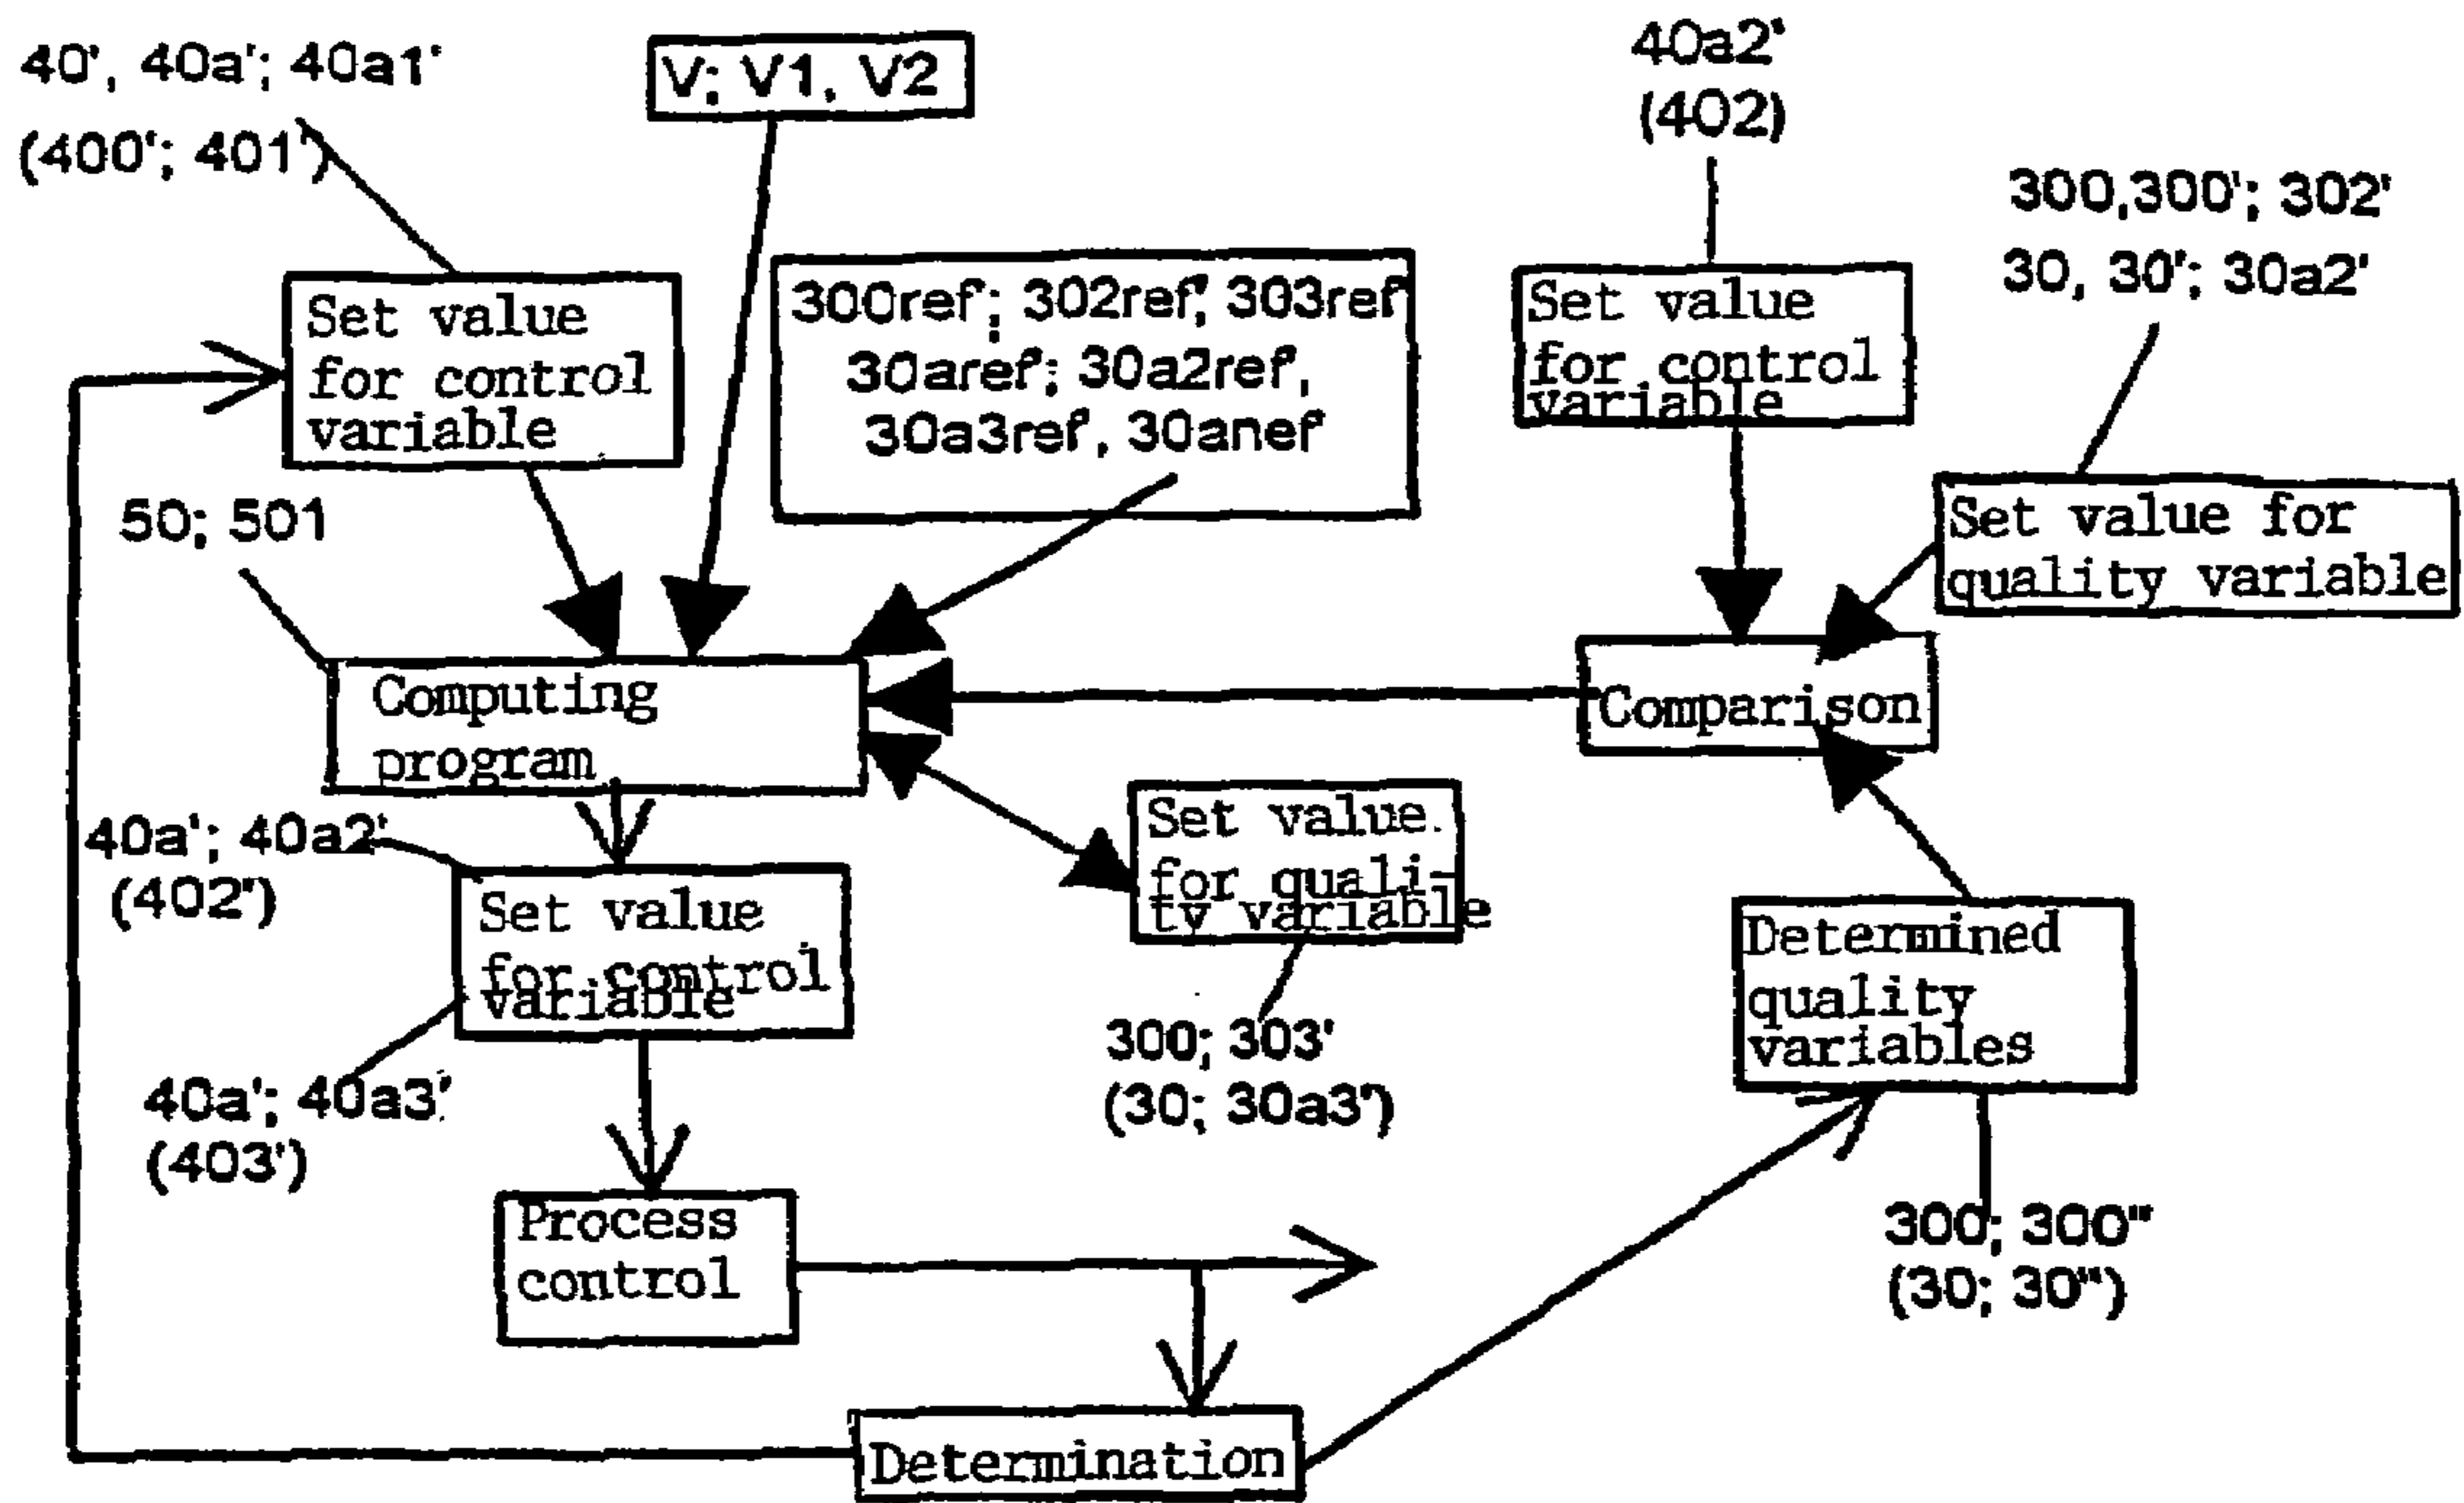 40', 40a'; 40a1'
(400'; 401')
V; V1, V2
40a2'
(402)
300,300'; 302'
30, 30'; 30a2'
Set value
for control
variable
300ref; 302ref, 303ref
30aref; 30a2ref,
30a3ref, 30anef
Set value
for control
variable
Set value for
quality variable
50; 501
Computing
program
Comparison
40a'; 40a2'
(402')
Set value
for control
variable
Set value
for quali-
ty variable
Determined
quality
variables
40a'; 40a3'
(403')
300; 303'
(30; 30a3')
Process
control
300; 300"
(30; 30")
Determination